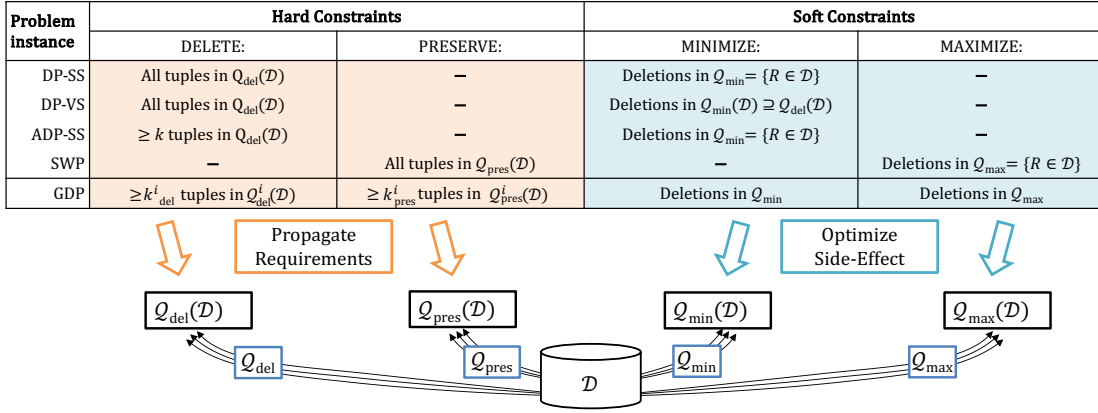 Problem instance Hard Constraints Soft Constraints
DELETE: PRESERVE: MINIMIZE: MAXIMIZE:
DP-SS All tuples in Q_del(𝒟) – Deletions in 𝒬_min = {R ∈ 𝒟} –
DP-VS All tuples in Q_del(𝒟) – Deletions in 𝒬_min(𝒟) ⊇ 𝒬_del(𝒟) –
ADP-SS ≥ k tuples in Q_del(𝒟) – Deletions in 𝒬_min = {R ∈ 𝒟} –
SWP – All tuples in 𝒬_pres(𝒟) – Deletions in 𝒬_max = {R ∈ 𝒟}
GDP ≥k^i_del tuples in 𝒬^i_del(𝒟) ≥ k^i_pres tuples in 𝒬^i_pres(𝒟) Deletions in 𝒬_min Deletions in 𝒬_max
Propagate
Requirements
Optimize
Side-Effect
𝒬_del(𝒟) 𝒬_pres(𝒟) 𝒬_min(𝒟) 𝒬_max(𝒟)
𝒬_del 𝒬_pres 𝒬_min 𝒬_max
𝒟